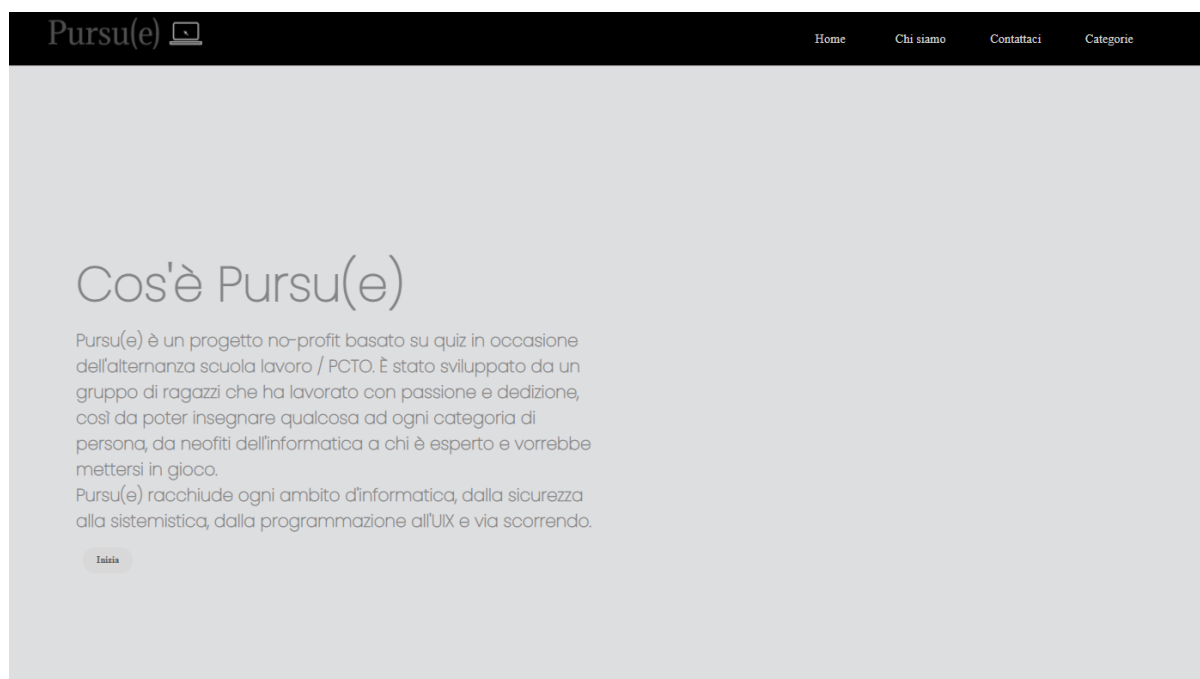 Pursu(e)
Home Chi siamo Contattaci Categorie
Cos'è Pursu(e)
Pursu(e) è un progetto no-profit basato su quiz in occasione
dell'alternanza scuola lavoro / PCTO. È stato sviluppato da un
gruppo di ragazzi che ha lavorato con passione e dedizione,
così da poter insegnare qualcosa ad ogni categoria di
persona, da neofiti dell'informatica a chi è esperto e vorrebbe
mettersi in gioco.
Pursu(e) racchiude ogni ambito d'informatica, dalla sicurezza
alla sistemistica, dalla programmazione all'UIX e via scorrendo.
Inizia